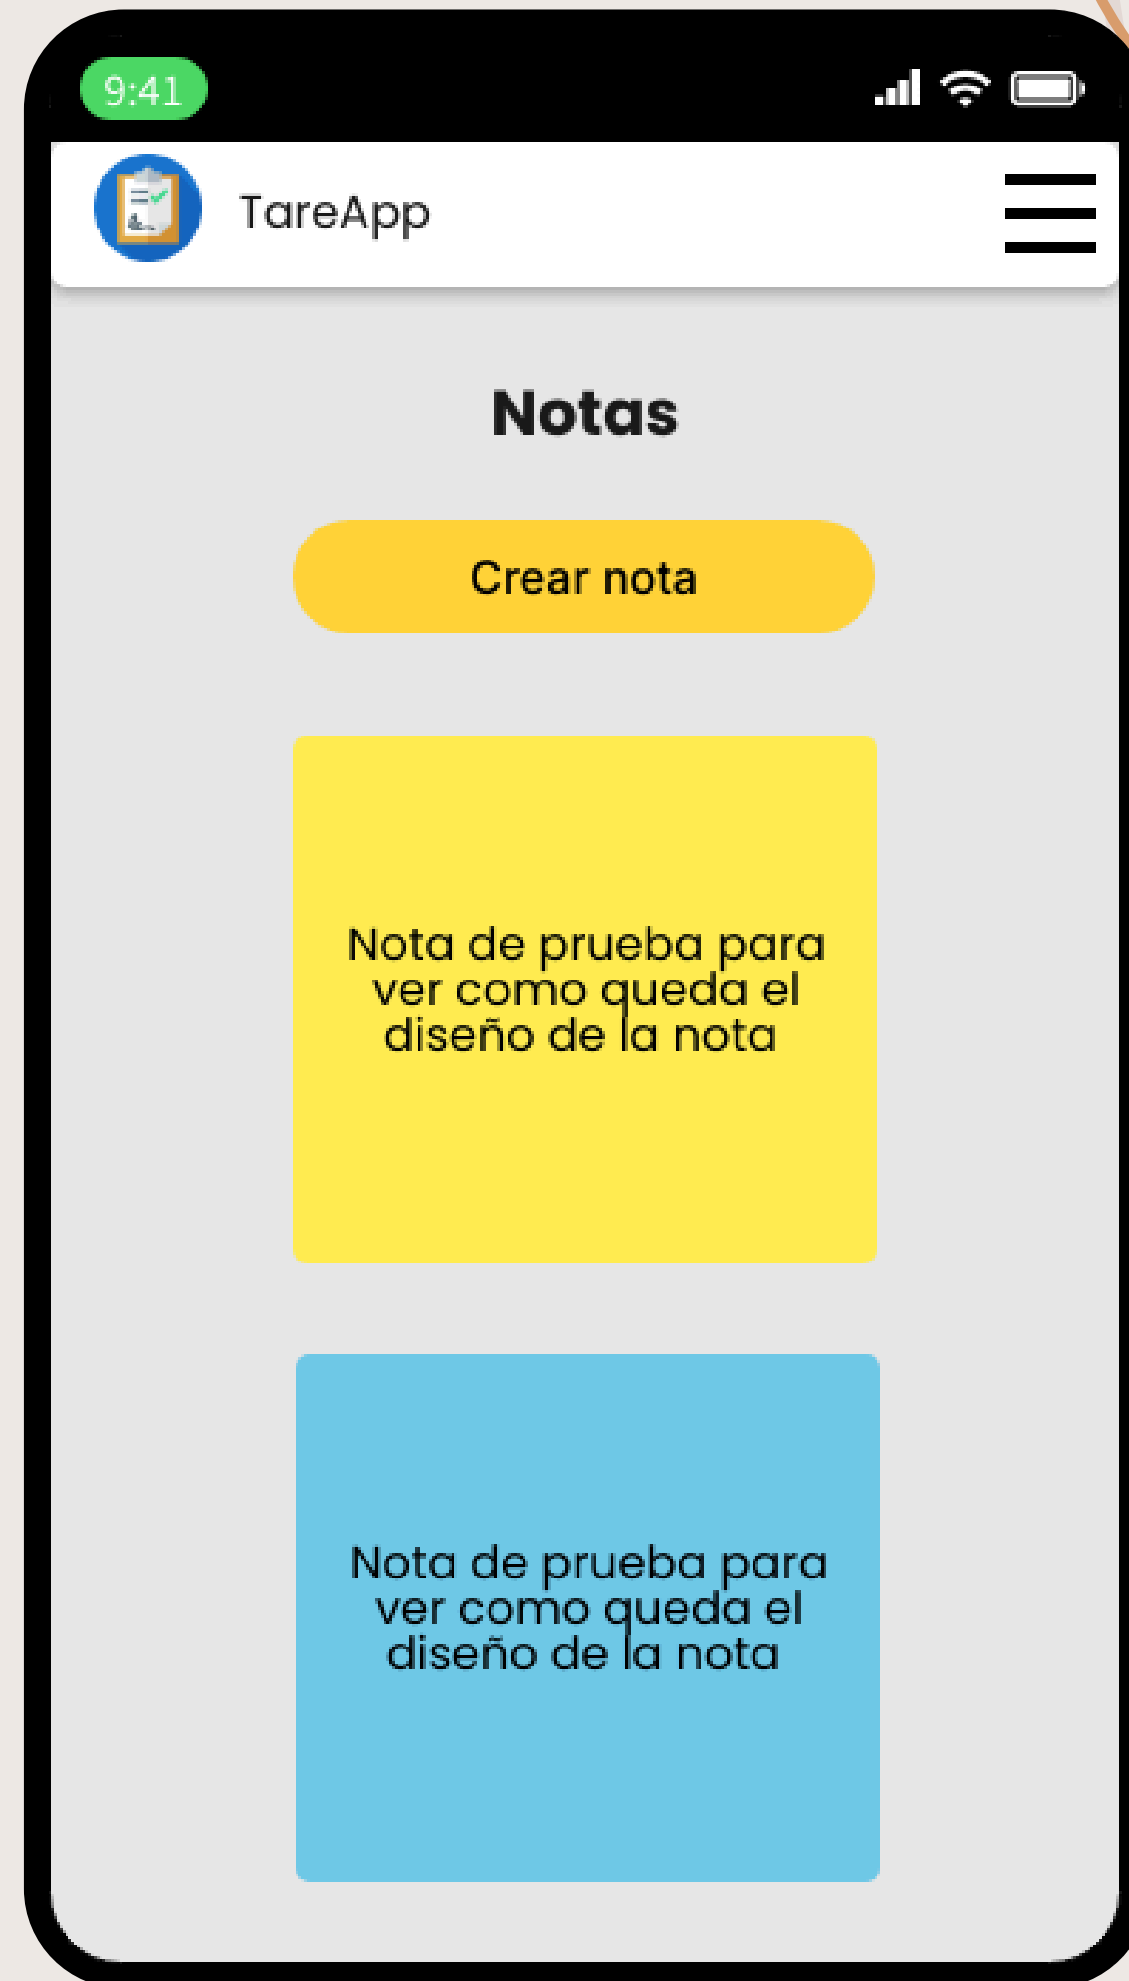 9:41
TareApp
Notas
Crear nota
Nota de prueba para
ver como queda el
diseño de la nota
Nota de prueba para
ver como queda el
diseño de la nota